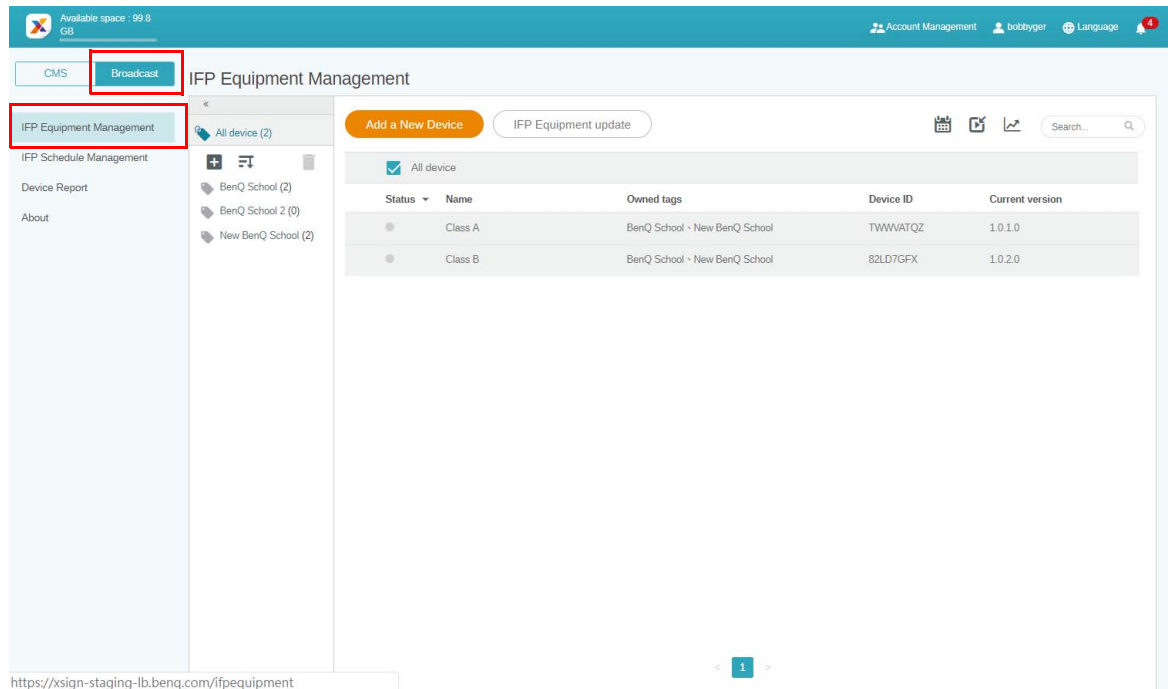 Available space : 99.8
GB
Account Management
bobbyger
Language
4
CMS
Broadcast
IFP Equipment Management
IFP Equipment Management
IFP Schedule Management
Device Report
About
«
All device (2)
BenQ School (2)
BenQ School 2 (0)
New BenQ School (2)
Add a New Device
IFP Equipment update
Search...
All device
Status Name Owned tags Device ID Current version
Class A BenQ School、New BenQ School TWWVATQZ 1.0.1.0
Class B BenQ School、New BenQ School 82LD7GFX 1.0.2.0
< 1 >
https://xsign-staging-lb.benq.com/ifpequipment